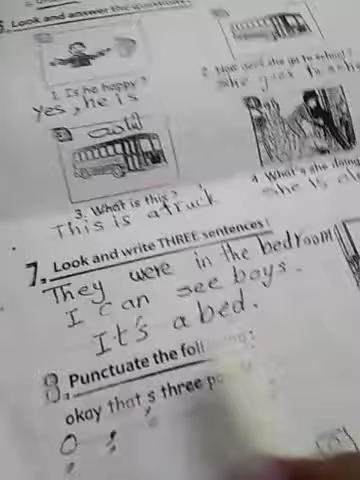 Look and answer the questions
1. Is he happy?
yes, he is
2. How does she go to school?
she goes to
3. What is this?
This is a truck
4. What's she doing
she is
7. Look and write THREE sentences:
They were in the bedroom
I can see boys.
It's a bed.
8. Punctuate the foll
okay that s three po